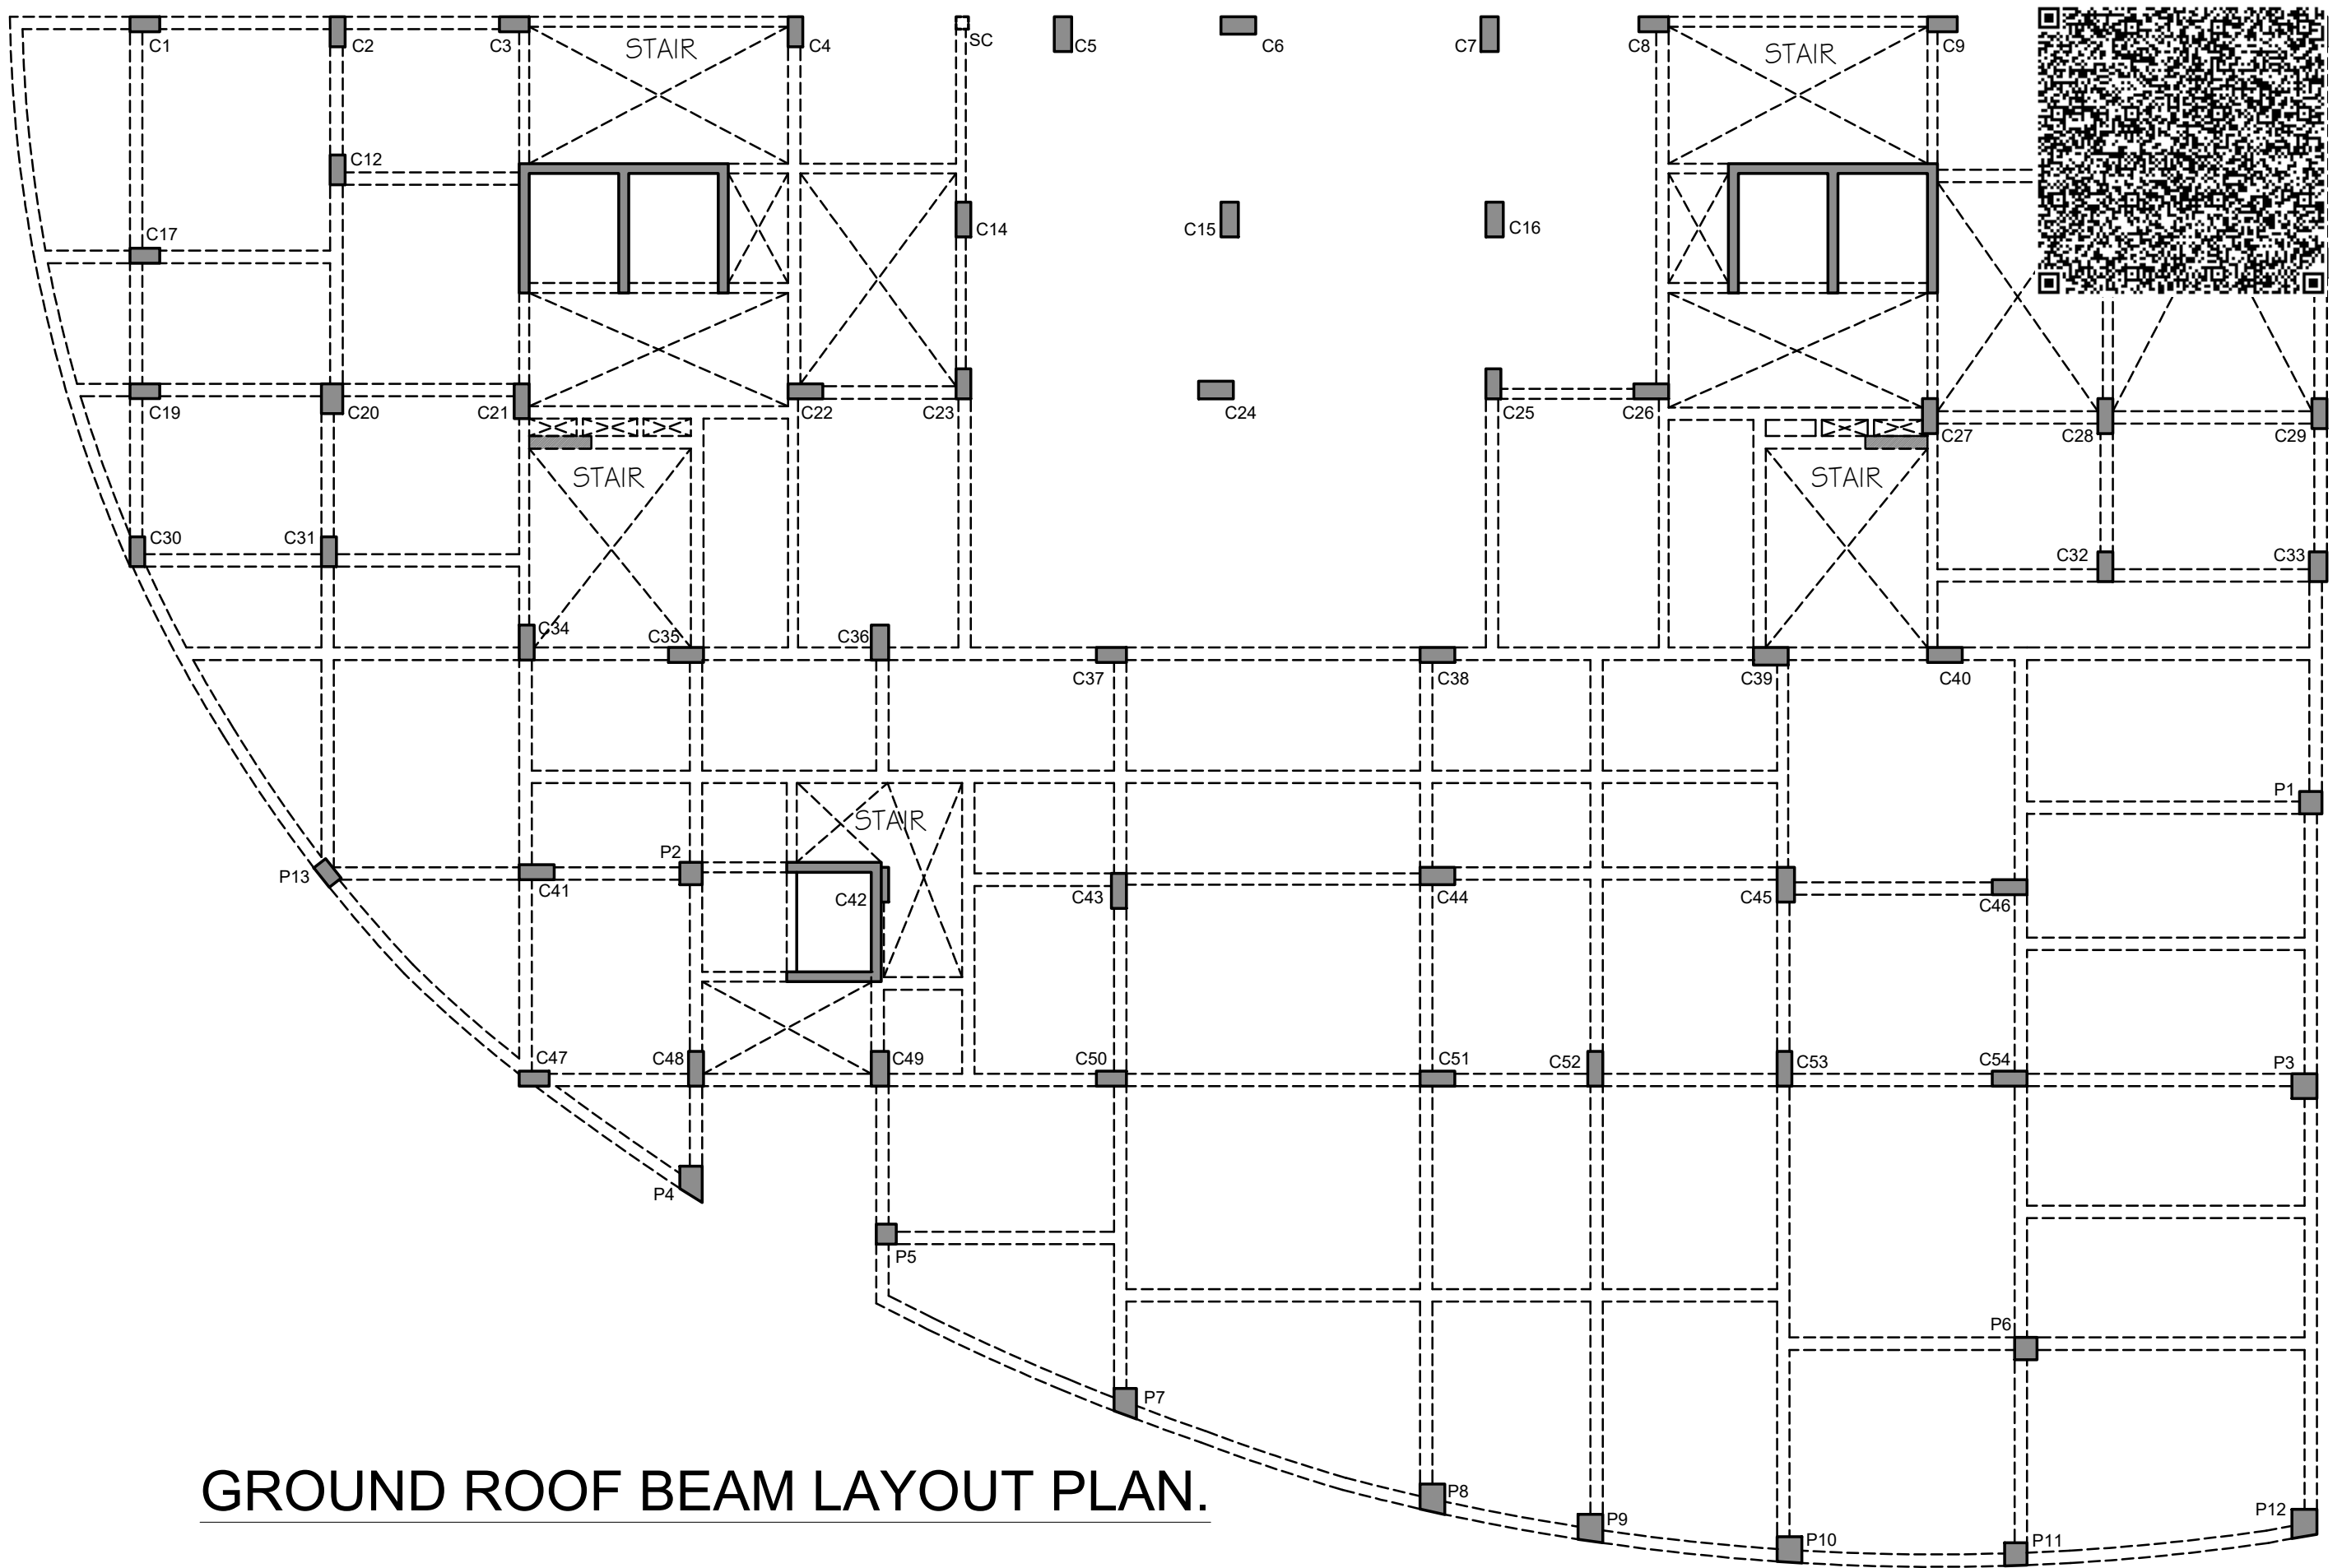 C1 C2 C3 STAIR C4 SC C5 C6 C7 C8 STAIR C9
C12
C17 C14 C15 C16
C19 C20 C21 C22 C23 C24 C25 C26 C27 C28 C29
STAIR STAIR
C30 C31 C32 C33
C34 C35 C36
C37 C38 C39 C40
P1
STAIR
P13 C41 P2 C42 C43 C44 C45 C46
C47 C48 C49 C50 C51 C52 C53 C54 P3
P4
P5
P6
P7
P8 P9 P10 P11 P12
GROUND ROOF BEAM LAYOUT PLAN.